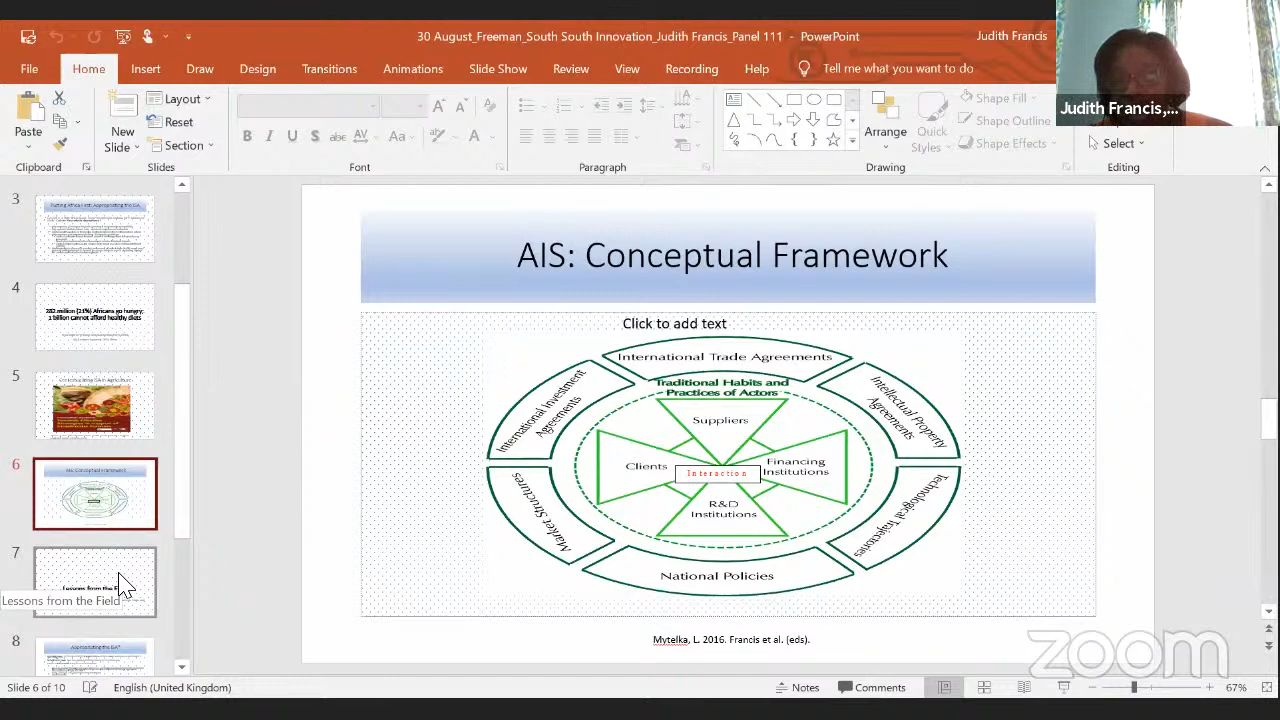 30 August_Freeman_South South Innovation_Judith Francis_Panel 111 - PowerPoint
Judith Francis
File Home Insert Draw Design Transitions Animations Slide Show Review View Recording Help Tell me what you want to do
Judith Francis,...
Paste
New
Slide
Layout
Reset
Section
B I U S abc AV Aa A
Arrange
Quick
Styles
Shape Fill
Shape Outline
Shape Effects
Select
Clipboard Slides Font Paragraph Drawing Editing
3
4
282 million (21%) Africans go hungry;
1 billion cannot afford healthy diets
5
6
AIS: Conceptual Framework
7
Lessons from the Field
8
AIS: Conceptual Framework
Click to add text
International Trade Agreements
Intellectual Property
Agreements
Technological Trajectories
National Policies
Market Structures
International Investment
Agreements
Traditional Habits and
Practices of Actors
Suppliers
Clients
Interaction
Financing
Institutions
R&D
Institutions
Mytelka, L. 2016. Francis et al. (eds).
zoom
Slide 6 of 10 English (United Kingdom) Notes Comments 67%